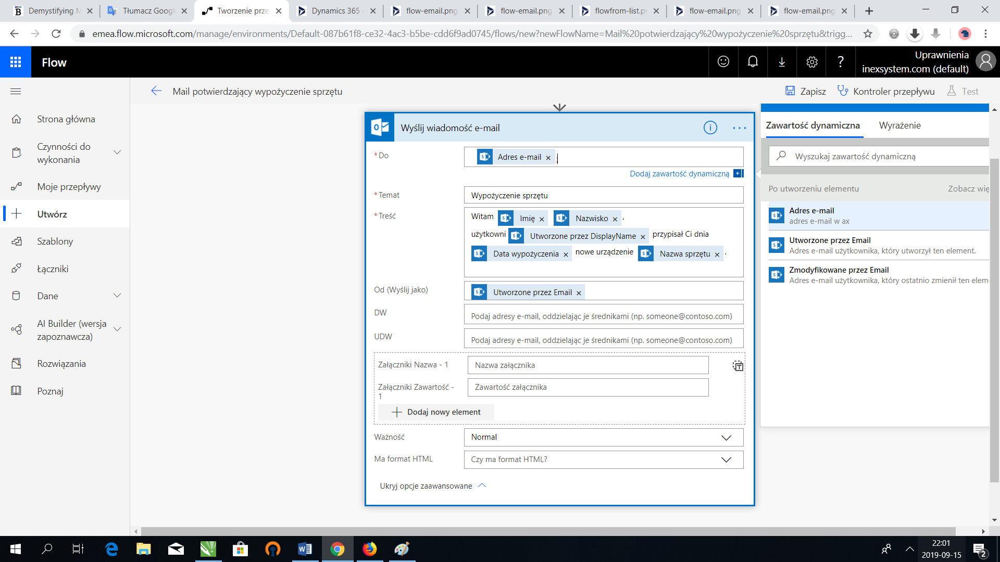 Demystifying M
Tłumacz Googl
Tworzenie prze
Dynamics 365 -
flow-email.png
flow-email.png
flowfrom-list.pn
flow-email.png
flow-email.png
emea.flow.microsoft.com/manage/environments/Default-087b61f8-ce32-4ac3-b5be-cdd6f9ad0745/flows/new?newFlowName=Mail%20potwierdzający%20wypożyczenie%20sprzętu&trigg...
Flow
?
Uprawnienia
inexsystem.com (default)
Mail potwierdzający wypożyczenie sprzętu
Zapisz
Kontroler przepływu
Test
Strona główna
Czynności do
wykonania
Moje przepływy
Utwórz
Szablony
Łączniki
Dane
AI Builder (wersja
zapoznawcza)
Rozwiązania
Poznaj
Wyślij wiadomość e-mail
* Do
Adres e-mail ×
Dodaj zawartość dynamiczną
* Temat
Wypożyczenie sprzętu
* Treść
Witam Imię × Nazwisko × ,
użytkowni Utworzone przez DisplayName × przypisał Ci dnia
Data wypożyczenia × nowe urządzenie Nazwa sprzętu × .
Od (Wyślij jako)
Utworzone przez Email ×
DW
Podaj adresy e-mail, oddzielając je średnikami (np. someone@contoso.com)
UDW
Podaj adresy e-mail, oddzielając je średnikami (np. someone@contoso.com)
Załączniki Nazwa - 1
Nazwa załącznika
Załączniki Zawartość -
1
Zawartość załącznika
Dodaj nowy element
Ważność
Normal
Ma format HTML
Czy ma format HTML?
Ukryj opcje zaawansowane
Zawartość dynamiczna
Wyrażenie
Wyszukaj zawartość dynamiczną
Po utworzeniu elementu
Zobacz wię
Adres e-mail
adres e-mail w ax
Utworzone przez Email
Adres e-mail użytkownika, który utworzył ten element.
Zmodyfikowane przez Email
Adres e-mail użytkownika, który ostatnio zmienił ten elem
22:01
2019-09-15
2